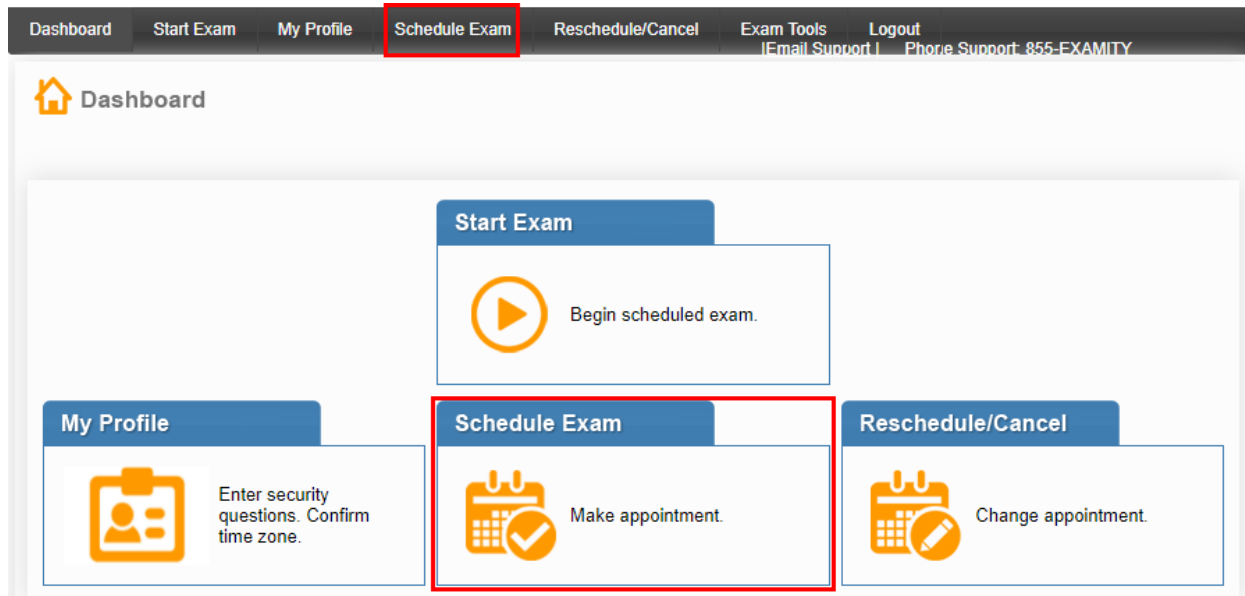 Dashboard Start Exam My Profile Schedule Exam Reschedule/Cancel Exam Tools Logout
|Email Support | Phone Support: 855-EXAMITY
Dashboard
Start Exam
Begin scheduled exam.
My Profile
Enter security
questions. Confirm
time zone.
Schedule Exam
Make appointment.
Reschedule/Cancel
Change appointment.